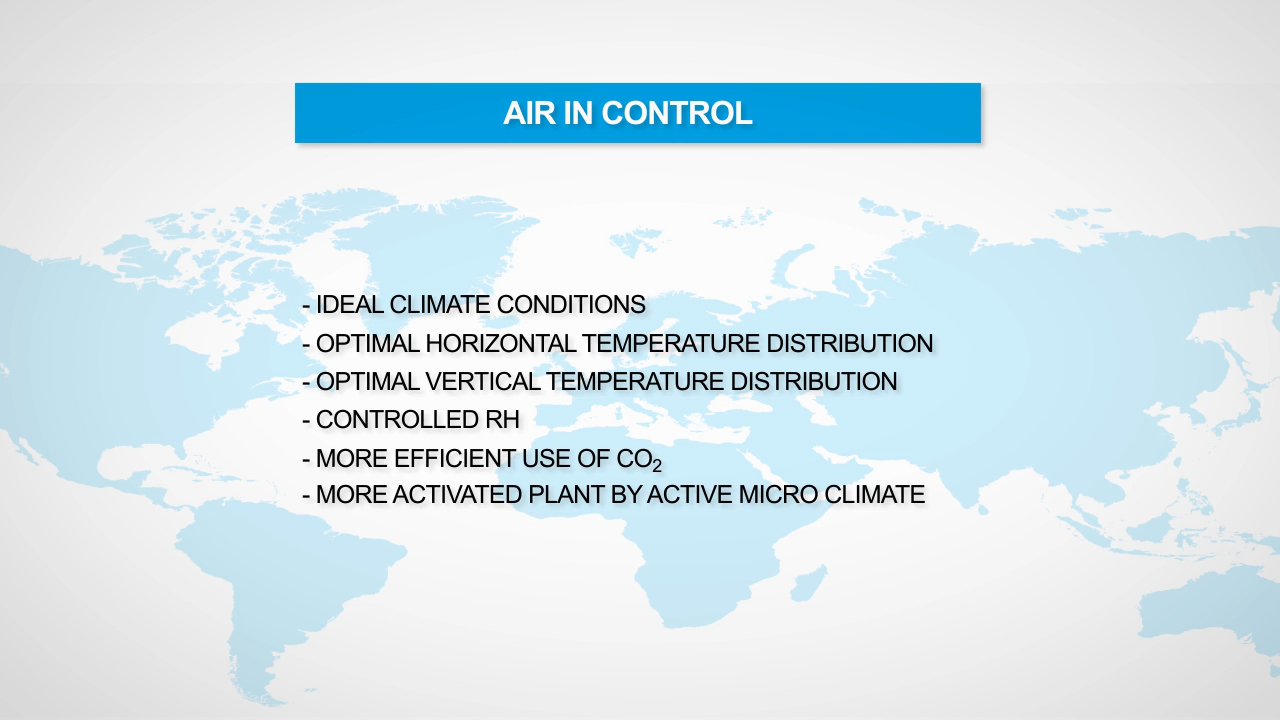 AIR IN CONTROL
- IDEAL CLIMATE CONDITIONS
- OPTIMAL HORIZONTAL TEMPERATURE DISTRIBUTION
- OPTIMAL VERTICAL TEMPERATURE DISTRIBUTION
- CONTROLLED RH
- MORE EFFICIENT USE OF CO₂
- MORE ACTIVATED PLANT BY ACTIVE MICRO CLIMATE